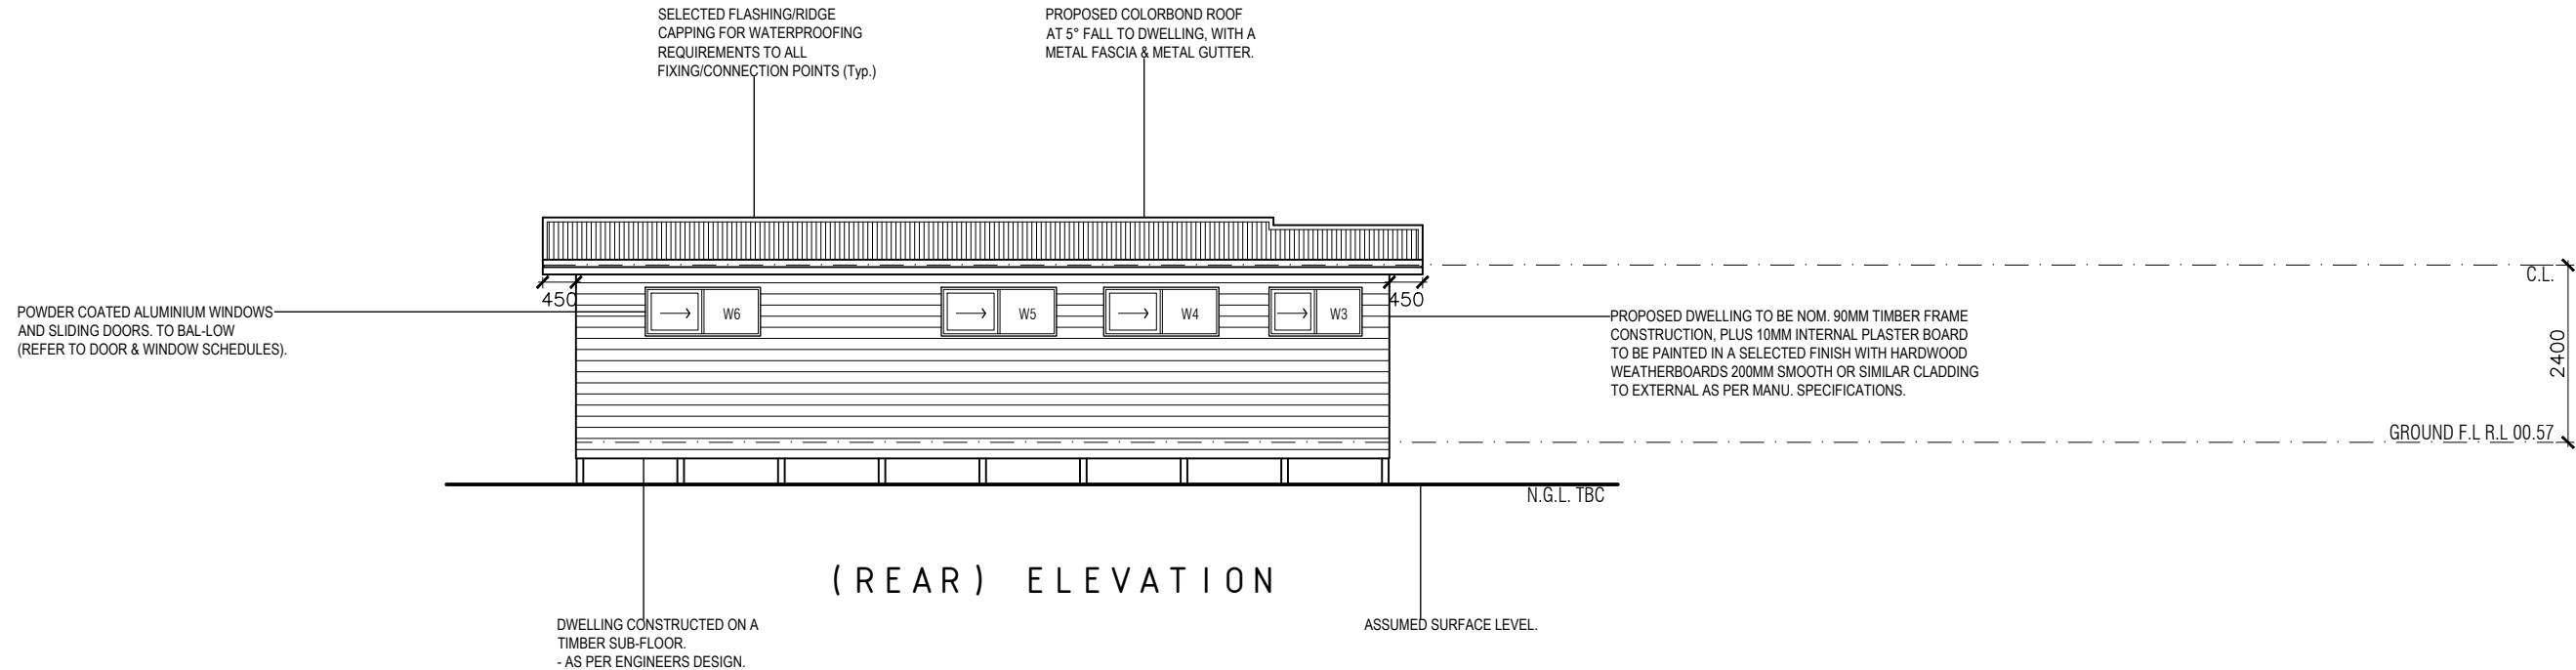 SELECTED FLASHING/RIDGE
CAPPING FOR WATERPROOFING
REQUIREMENTS TO ALL
FIXING/CONNECTION POINTS (Typ.)
PROPOSED COLORBOND ROOF
AT 5° FALL TO DWELLING, WITH A
METAL FASCIA & METAL GUTTER.
C.L.
450
450
POWDER COATED ALUMINIUM WINDOWS
AND SLIDING DOORS. TO BAL-LOW
(REFER TO DOOR & WINDOW SCHEDULES).
W6
W5
W4
W3
PROPOSED DWELLING TO BE NOM. 90MM TIMBER FRAME
CONSTRUCTION, PLUS 10MM INTERNAL PLASTER BOARD
TO BE PAINTED IN A SELECTED FINISH WITH HARDWOOD
WEATHERBOARDS 200MM SMOOTH OR SIMILAR CLADDING
TO EXTERNAL AS PER MANU. SPECIFICATIONS.
2400
GROUND F.L R.L 00.57
N.G.L. TBC
(REAR) ELEVATION
DWELLING CONSTRUCTED ON A
TIMBER SUB-FLOOR.
- AS PER ENGINEERS DESIGN.
ASSUMED SURFACE LEVEL.